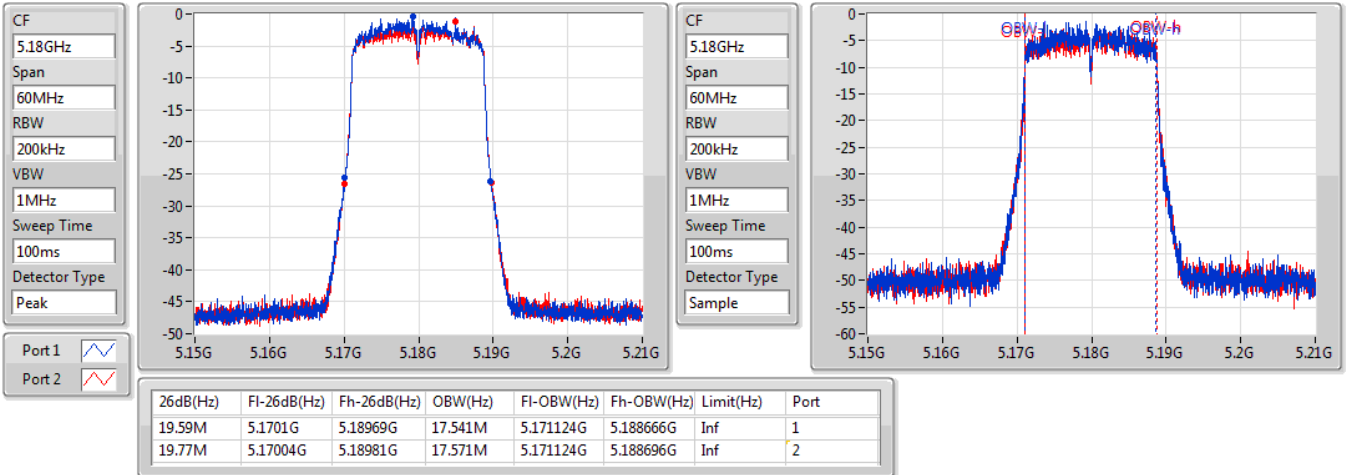 CF
5.18GHz
Span
60MHz
RBW
200kHz
VBW
1MHz
Sweep Time
100ms
Detector Type
Peak
Port 1
Port 2
0
-5
-10
-15
-20
-25
-30
-35
-40
-45
-50
5.15G 5.16G 5.17G 5.18G 5.19G 5.2G 5.21G
CF
5.18GHz
Span
60MHz
RBW
200kHz
VBW
1MHz
Sweep Time
100ms
Detector Type
Sample
0
-5
-10
-15
-20
-25
-30
-35
-40
-45
-50
-55
-60
OBW-h
5.15G 5.16G 5.17G 5.18G 5.19G 5.2G 5.21G
26dB(Hz) Fl-26dB(Hz) Fh-26dB(Hz) OBW(Hz) Fl-OBW(Hz) Fh-OBW(Hz) Limit(Hz) Port
19.59M 5.1701G 5.18969G 17.541M 5.171124G 5.188666G Inf 1
19.77M 5.17004G 5.18981G 17.571M 5.171124G 5.188696G Inf 2